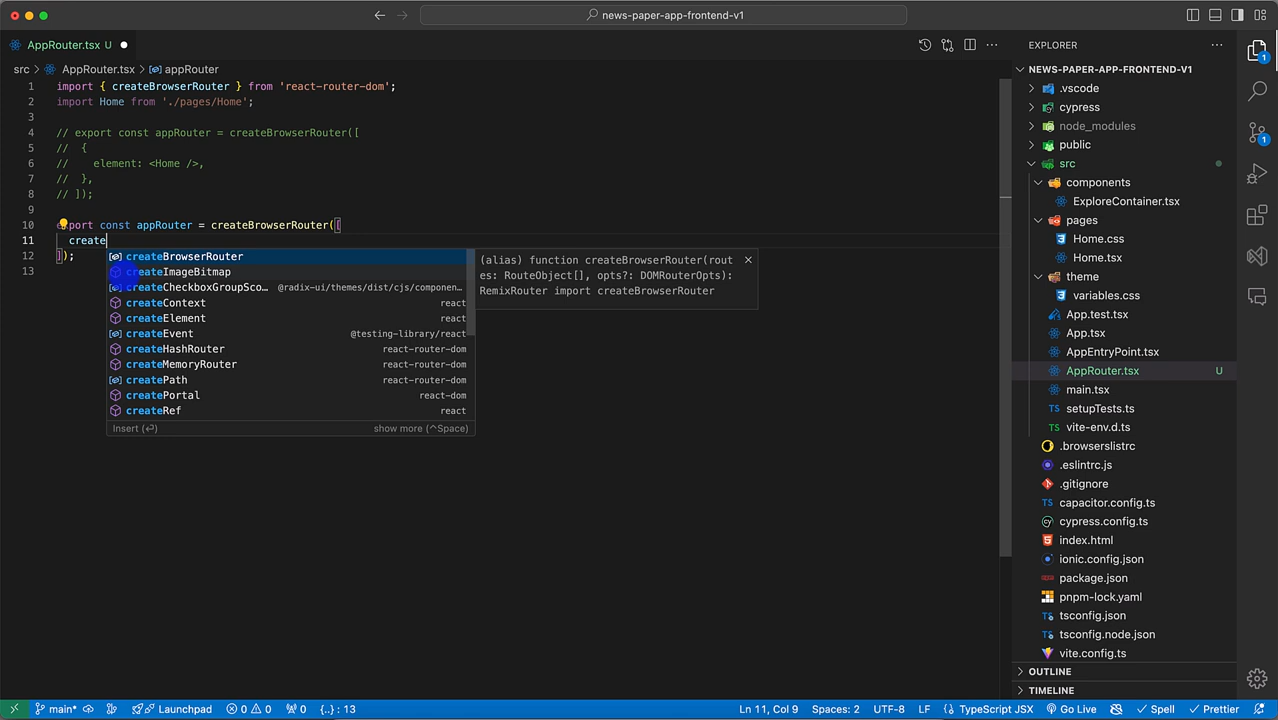 news-paper-app-frontend-v1
AppRouter.tsx U
EXPLORER
src > AppRouter.tsx > appRouter
NEWS-PAPER-APP-FRONTEND-V1
1 import { createBrowserRouter } from 'react-router-dom';
2 import Home from './pages/Home';
3
4 // export const appRouter = createBrowserRouter([
5 //   {
6 //     element: <Home />,
7 //   },
8 // ]);
9
10 export const appRouter = createBrowserRouter([
11   create
12 ]);
13
createBrowserRouter
createImageBitmap
createCheckboxGroupSco... @radix-ui/themes/dist/cjs/componen...
createContext react
createElement react
createEvent @testing-library/react
createHashRouter react-router-dom
createMemoryRouter react-router-dom
createPath react-router-dom
createPortal react-dom
createRef react
Insert (⏎) show more (^Space)
(alias) function createBrowserRouter(rout
es: RouteObject[], opts?: DOMRouterOpts):
RemixRouter import createBrowserRouter
.vscode
cypress
node_modules
public
src
components
ExploreContainer.tsx
pages
Home.css
Home.tsx
theme
variables.css
App.test.tsx
App.tsx
AppEntryPoint.tsx
AppRouter.tsx U
main.tsx
setupTests.ts
vite-env.d.ts
.browserslistrc
.eslintrc.js
.gitignore
capacitor.config.ts
cypress.config.ts
index.html
ionic.config.json
package.json
pnpm-lock.yaml
tsconfig.json
tsconfig.node.json
vite.config.ts
OUTLINE
TIMELINE
1
1
main* Launchpad 0 0 0 {..} : 13 Ln 11, Col 9 Spaces: 2 UTF-8 LF {} TypeScript JSX Go Live Spell Prettier